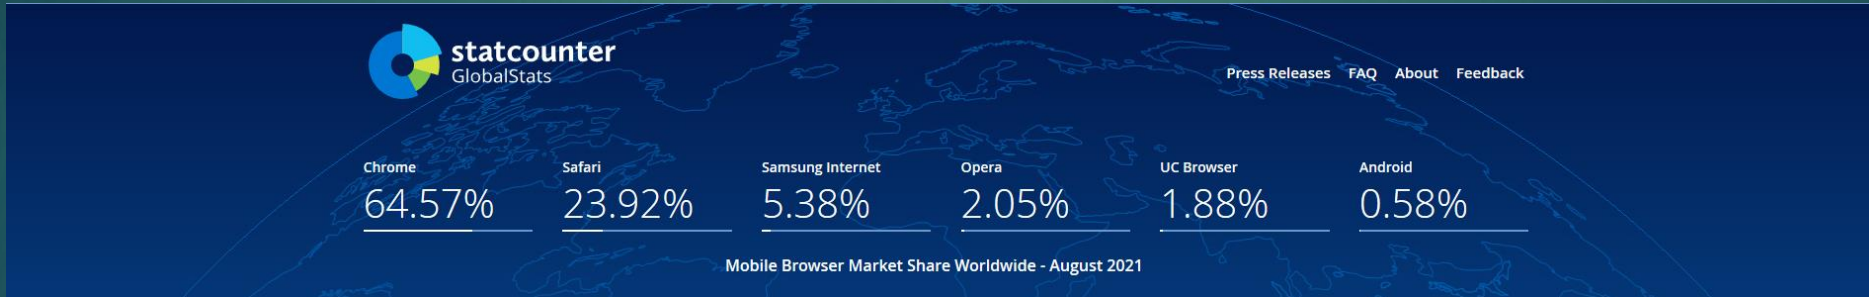 statcounter
GlobalStats
Press Releases FAQ About Feedback
Chrome Safari Samsung Internet Opera UC Browser Android
64.57% 23.92% 5.38% 2.05% 1.88% 0.58%
Mobile Browser Market Share Worldwide - August 2021